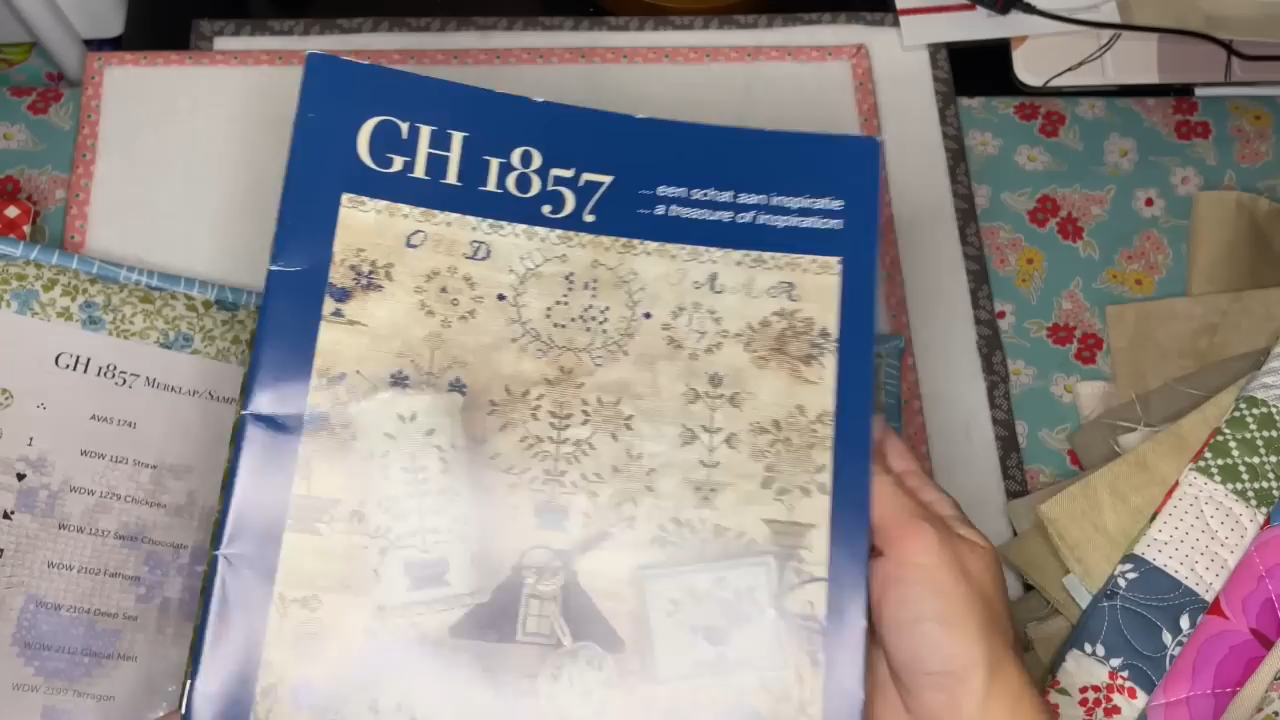 GH 1857
... een schat aan inspiratie
... a treasure of inspiration
GH 1857 MERKLAP/SAMP
AVAS 1741
1
WDW 1121 Straw
WDW 1229 Chickpea
WDW 1237 Swiss Chocolate
WDW 2102 Fathom
WDW 2104 Deep Sea
WDW 2112 Glacial Melt
WDW 2199 Tarragon